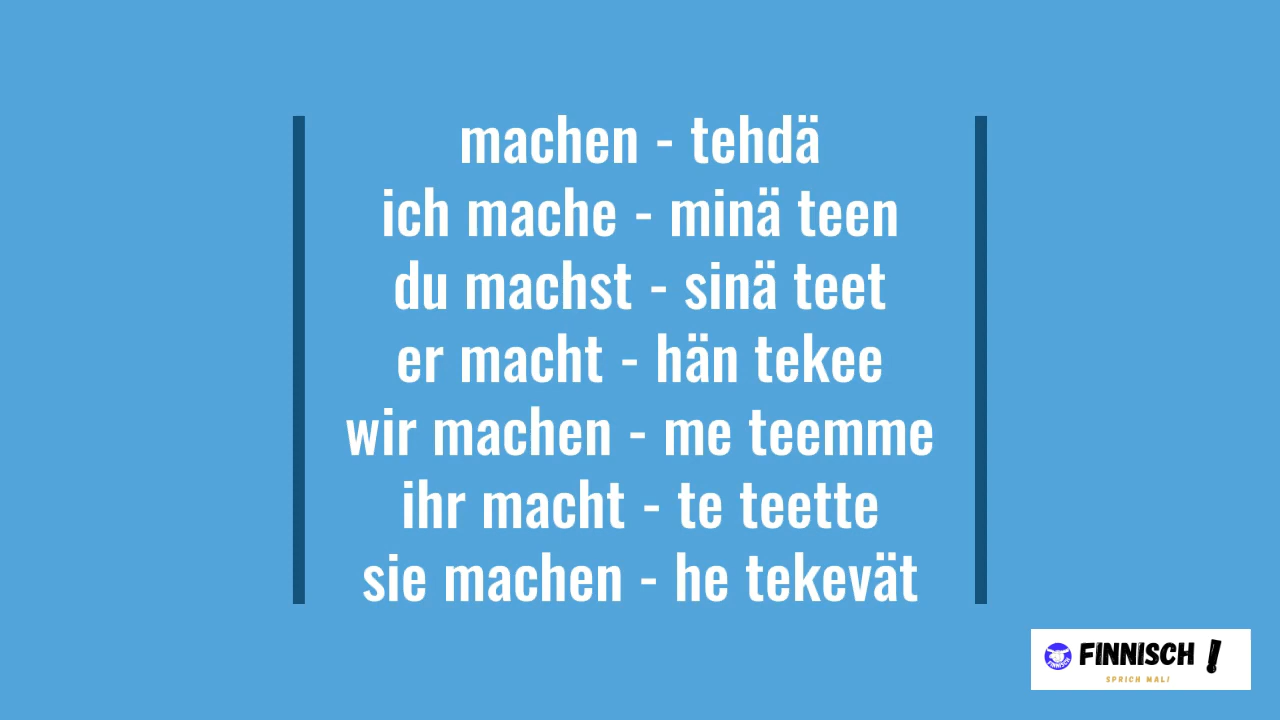 machen - tehdä
ich mache - minä teen
du machst - sinä teet
er macht - hän tekee
wir machen - me teemme
ihr macht - te teette
sie machen - he tekevät
FINNISCH !
SPRICH MAL!